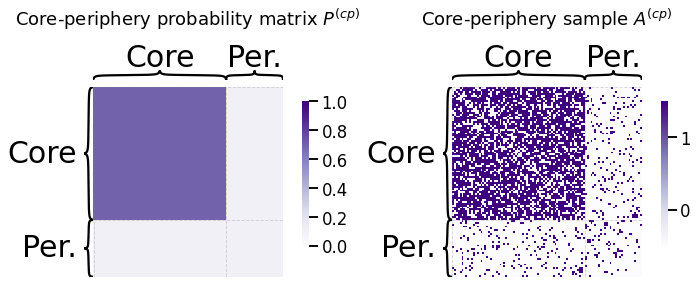 Core-periphery probability matrix P^(cp)
Core Per.
Core
Per.
1.0
0.8
0.6
0.4
0.2
0.0
Core-periphery sample A^(cp)
Core Per.
Core
Per.
1
0